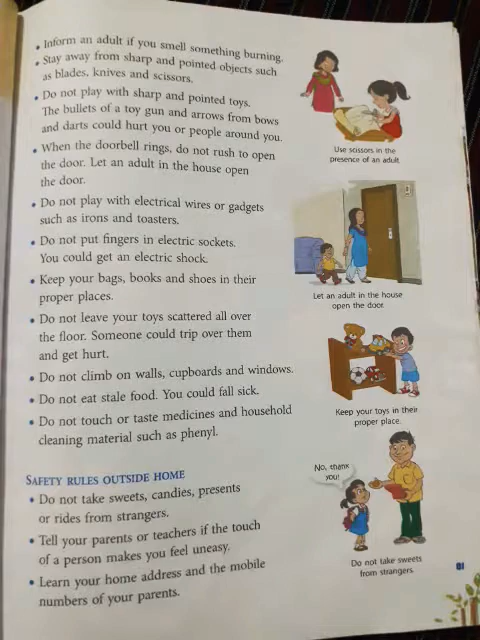 • Inform an adult if you smell something burning.
• Stay away from sharp and pointed objects such
as blades, knives and scissors.
• Do not play with sharp and pointed toys.
The bullets of a toy gun and arrows from bows
and darts could hurt you or people around you.
• When the doorbell rings, do not rush to open
the door. Let an adult in the house open
the door.
• Do not play with electrical wires or gadgets
such as irons and toasters.
• Do not put fingers in electric sockets.
You could get an electric shock.
• Keep your bags, books and shoes in their
proper places.
• Do not leave your toys scattered all over
the floor. Someone could trip over them
and get hurt.
• Do not climb on walls, cupboards and windows.
• Do not eat stale food. You could fall sick.
• Do not touch or taste medicines and household
cleaning material such as phenyl.
SAFETY RULES OUTSIDE HOME
• Do not take sweets, candies, presents
or rides from strangers.
• Tell your parents or teachers if the touch
of a person makes you feel uneasy.
• Learn your home address and the mobile
numbers of your parents.
Use scissors in the
presence of an adult.
Let an adult in the house
open the door.
Keep your toys in their
proper place.
No, thank
you!
Do not take sweets
from strangers.
81